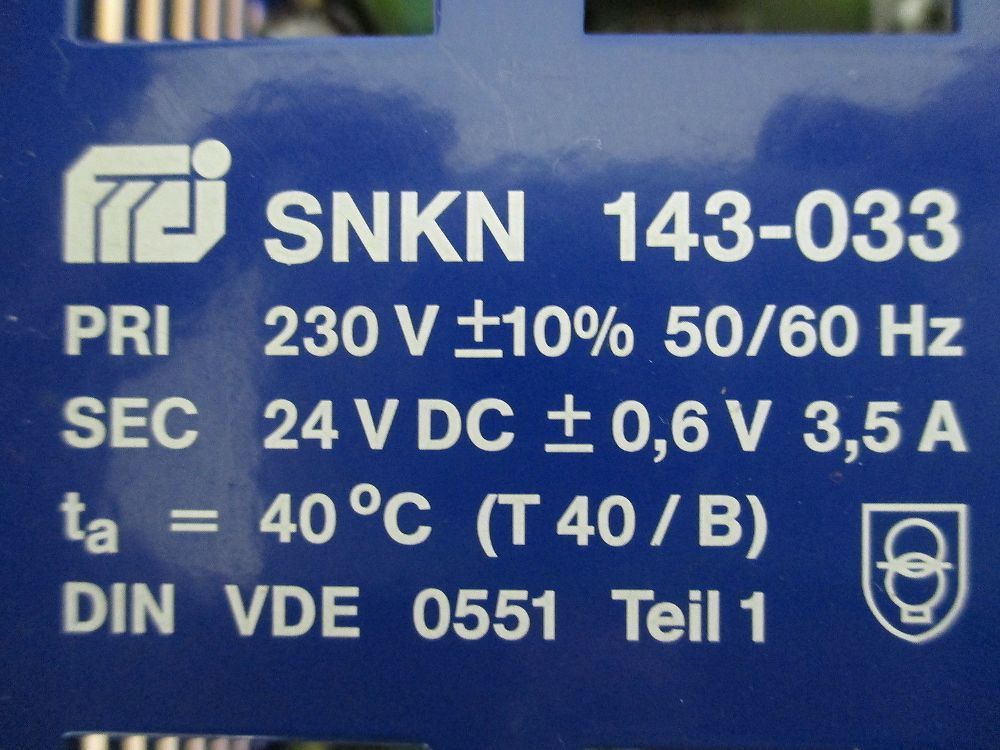 SNKN 143-033
PRI 230 V ±10% 50/60 Hz
SEC 24 V DC ± 0,6 V 3,5 A
ta = 40 °C (T 40 / B)
DIN VDE 0551 Teil 1